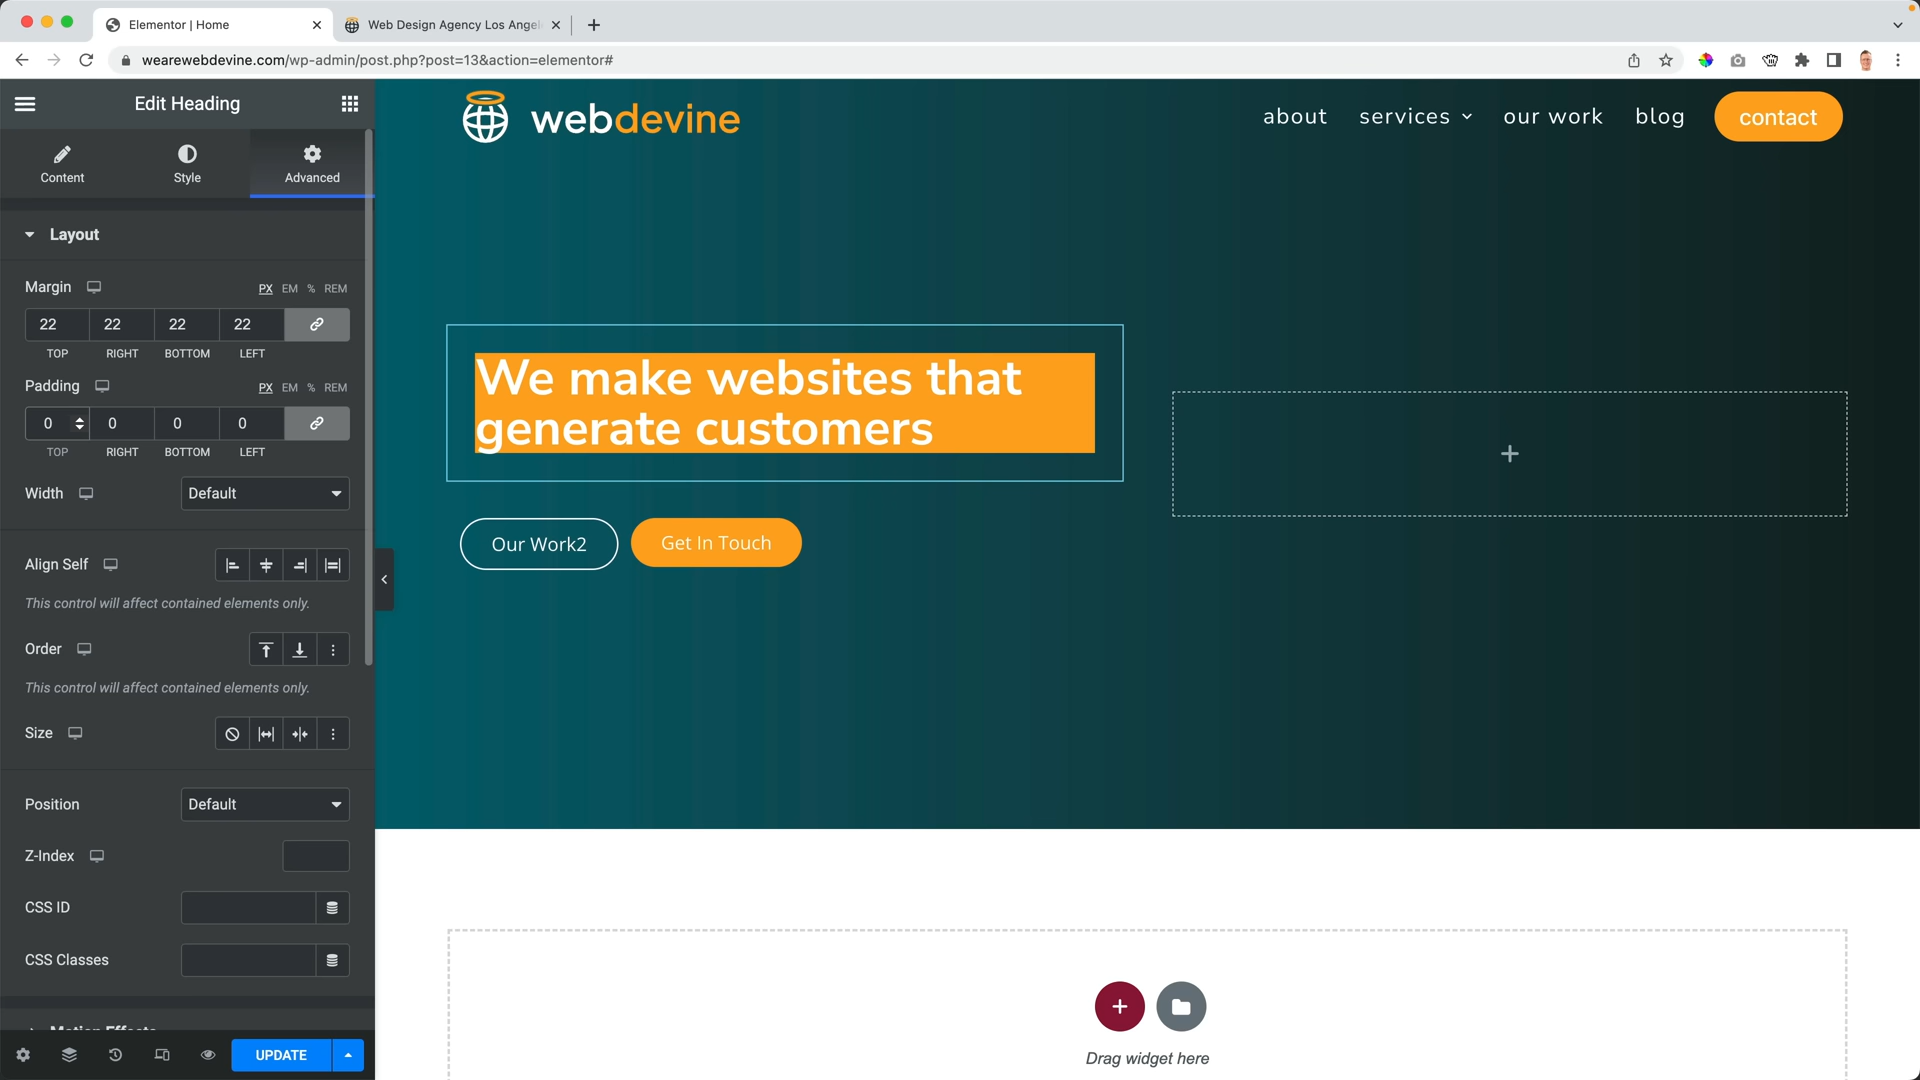 Elementor | Home
Web Design Agency Los Angel
wearewebdevine.com/wp-admin/post.php?post=13&action=elementor#
Edit Heading
Content
Style
Advanced
Layout
Margin
PX EM % REM
22 22 22 22
TOP RIGHT BOTTOM LEFT
Padding
PX EM % REM
0 0 0 0
TOP RIGHT BOTTOM LEFT
Width
Default
Align Self
This control will affect contained elements only.
Order
This control will affect contained elements only.
Size
Position
Default
Z-Index
CSS ID
CSS Classes
Motion Effects
UPDATE
webdevine
about services our work blog contact
We make websites that
generate customers
Our Work2
Get In Touch
Drag widget here